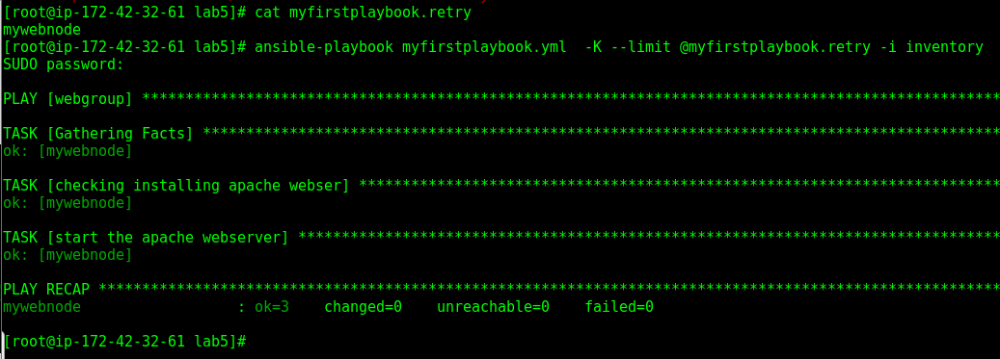 [root@ip-172-42-32-61 lab5]# cat myfirstplaybook.retry
mywebnode
[root@ip-172-42-32-61 lab5]# ansible-playbook myfirstplaybook.yml  -K --limit @myfirstplaybook.retry -i inventory
SUDO password:
PLAY [webgroup] ***************************************************************************************************
TASK [Gathering Facts] ********************************************************************************************
ok: [mywebnode]
TASK [checking installing apache webser] **************************************************************************
ok: [mywebnode]
TASK [start the apache webserver] *********************************************************************************
ok: [mywebnode]
PLAY RECAP ********************************************************************************************************
mywebnode                  : ok=3    changed=0    unreachable=0    failed=0
[root@ip-172-42-32-61 lab5]#